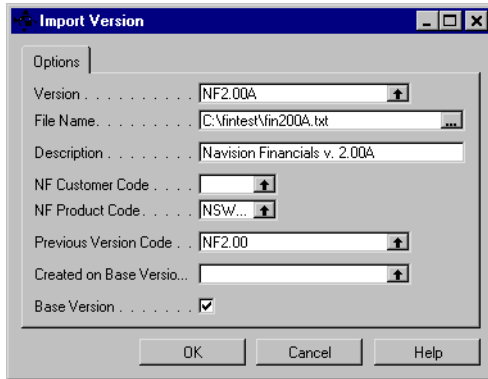 Import Version
Options
Version . . . . . . . . . . NF2.00A
File Name. . . . . . . . . C:\fintest\fin200A.txt ...
Description . . . . . . . . Navision Financials v. 2.00A
NF Customer Code . . . .
NF Product Code. . . . . NSW...
Previous Version Code . . NF2.00
Created on Base Versio...
Base Version . . . . . . .
OK Cancel Help